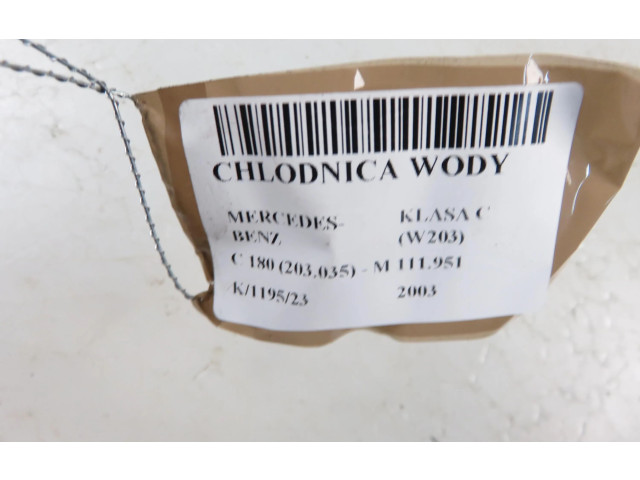 CHLODNICA WODY
MERCEDES-BENZ KLASA C (W203)
C 180 (203.035) - M 111.951
K/1195/23 2003